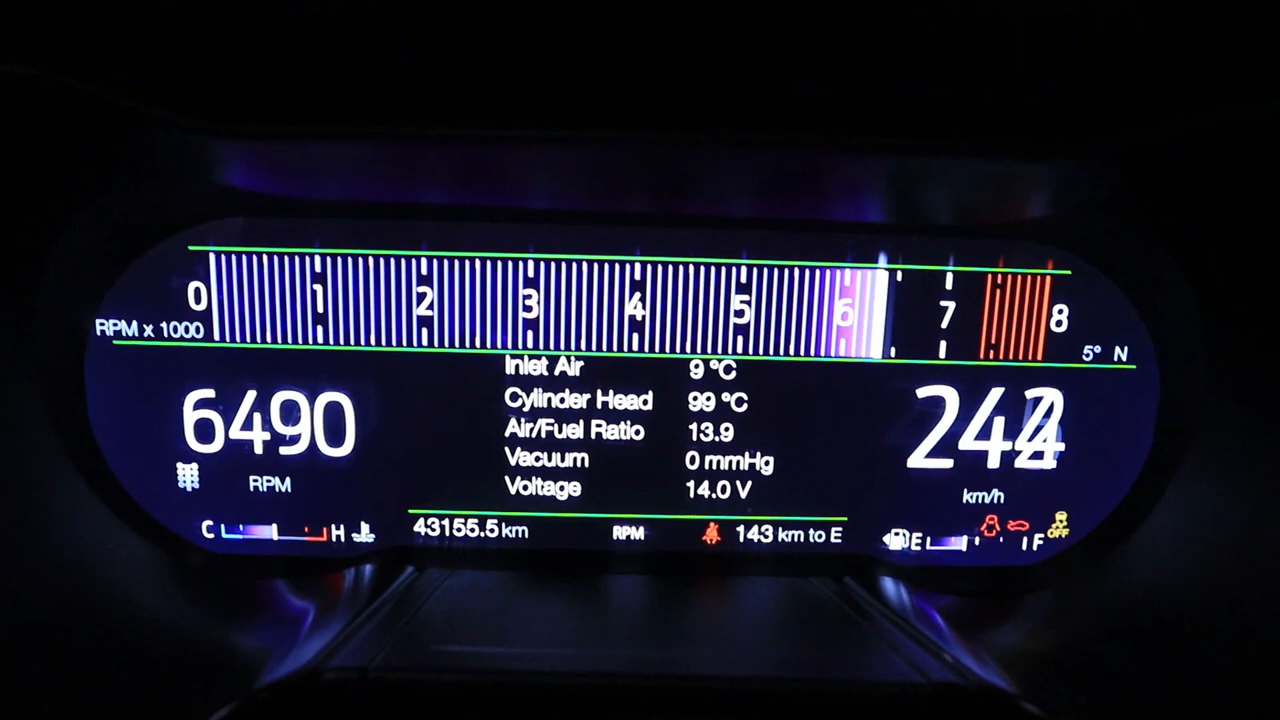 0 1 2 3 4 5 6 7 8
RPM x 1000
5° N
Inlet Air 9 °C
Cylinder Head 99 °C
Air/Fuel Ratio 13.9
Vacuum 0 mmHg
Voltage 14.0 V
6490
RPM
km/h
C H
43155.5 km RPM 143 km to E
E F
OFF